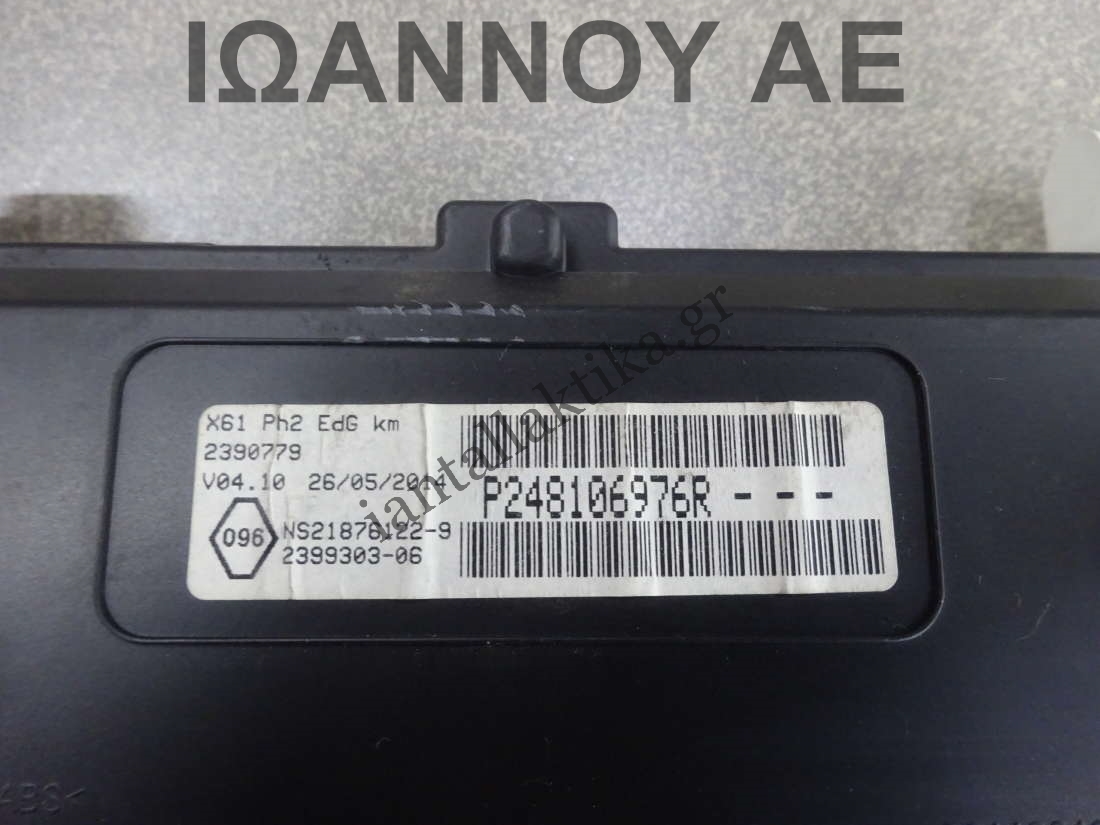 ΙΩΑΝΝΟΥ ΑΕ
iantallaktika.gr
X61 Ph2 EdG km
2390779
V04.10 26/05/2014
P248106976R - - -
096
2399303-06